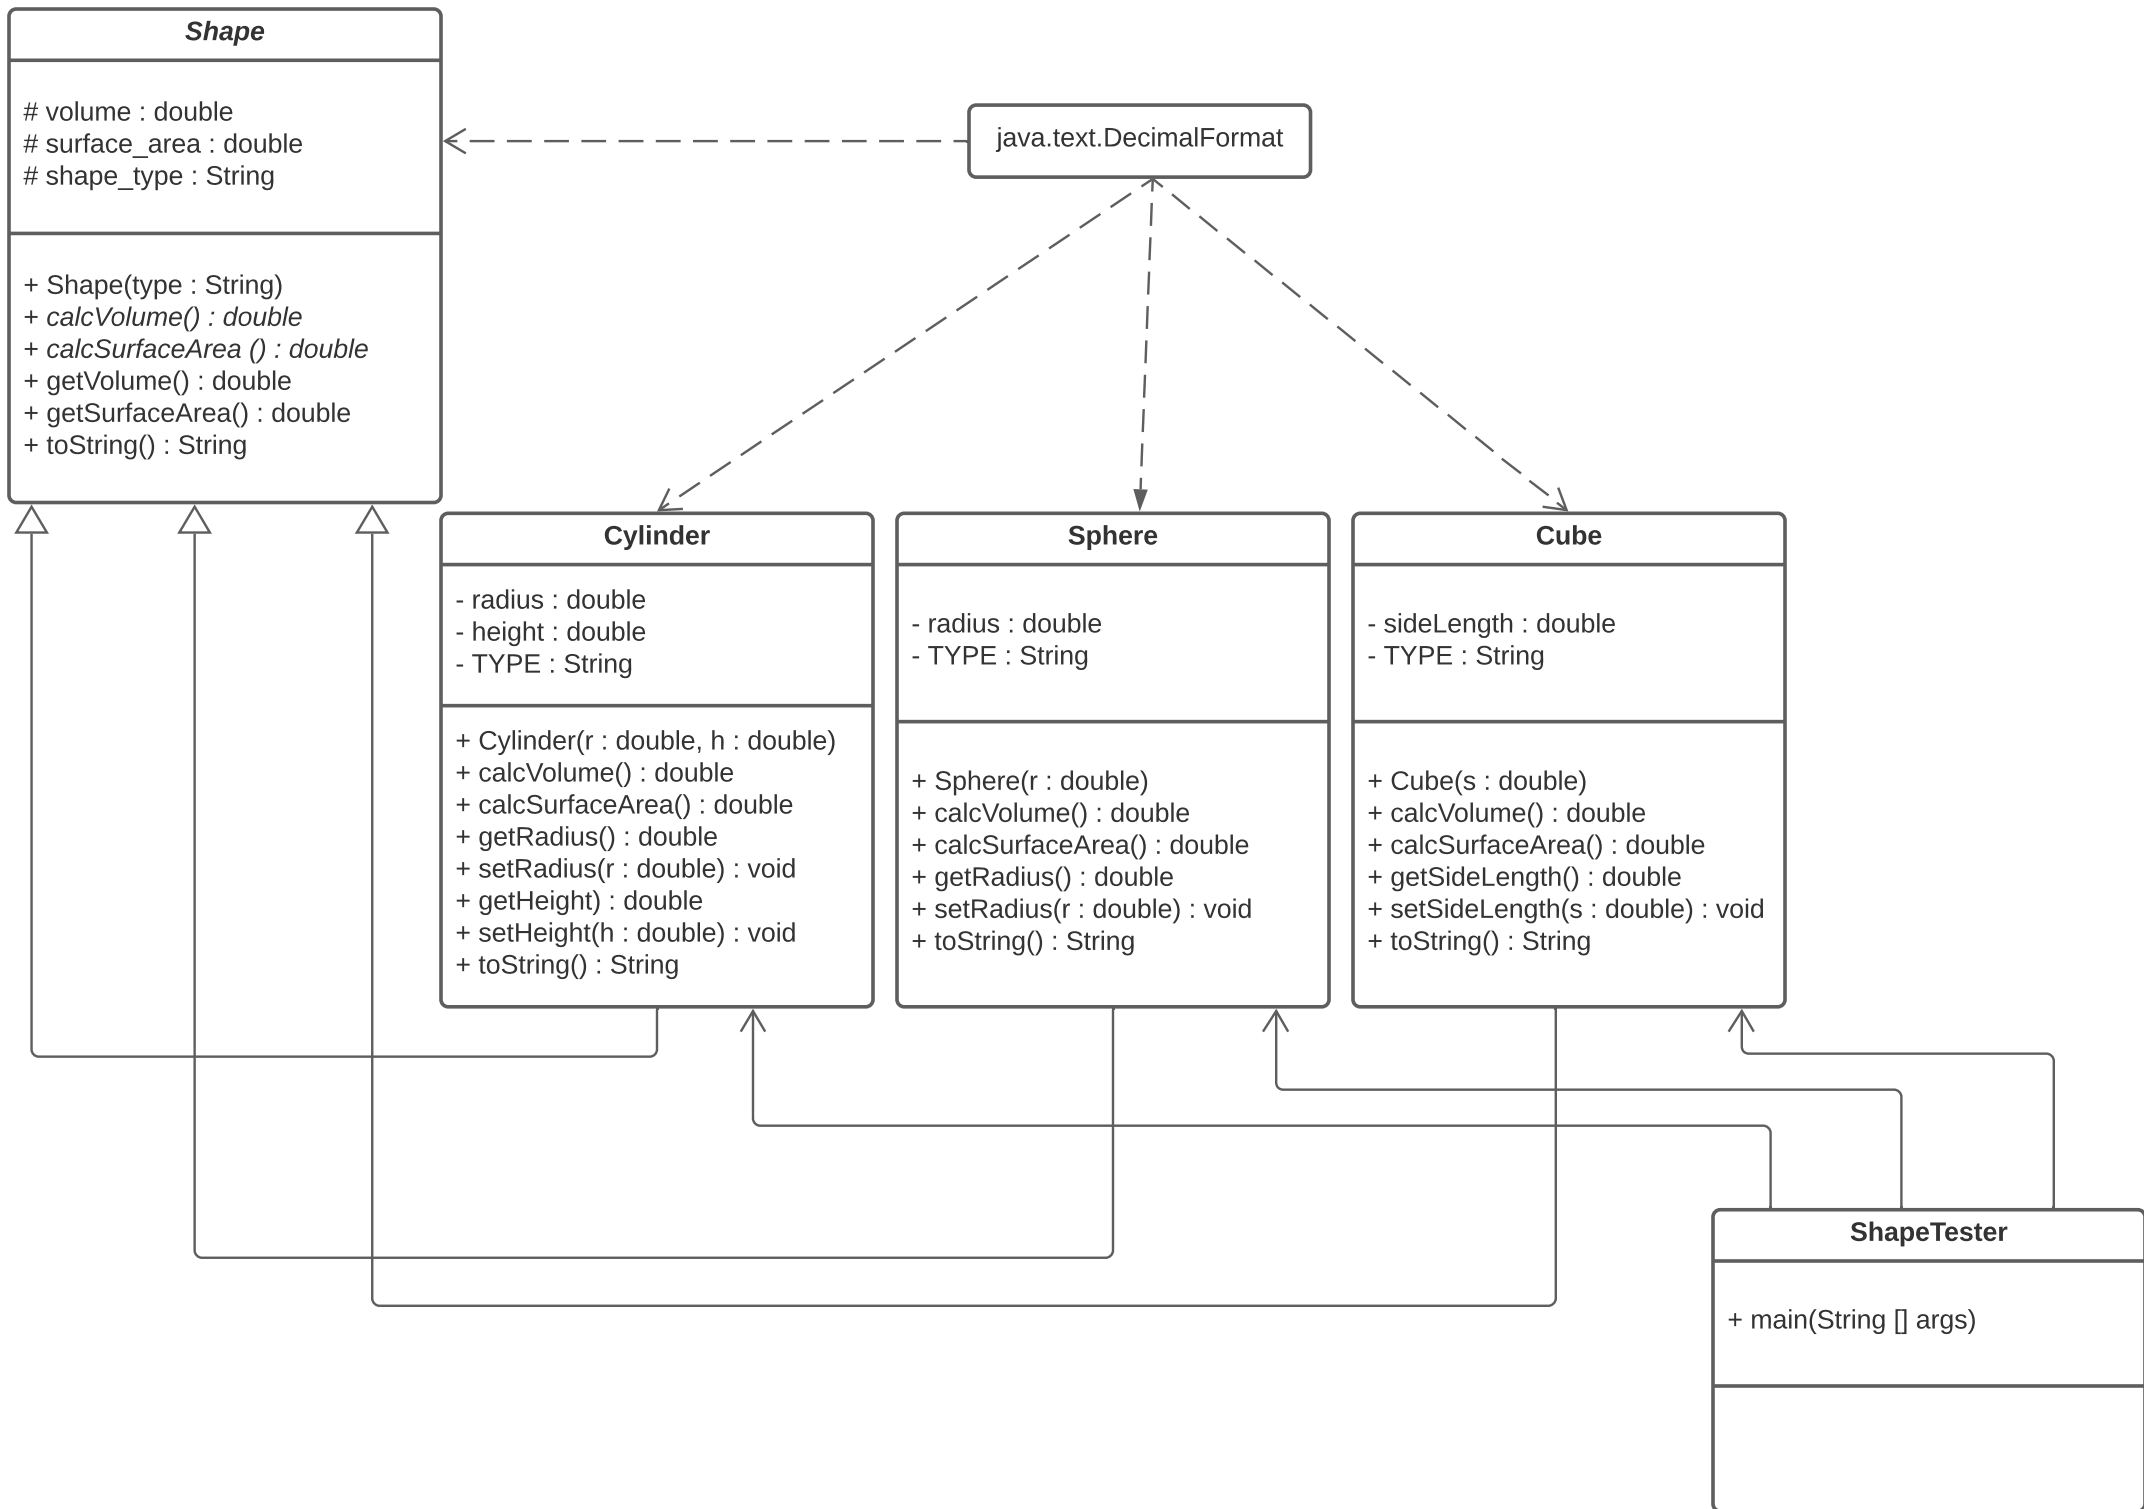 Shape
# volume : double
# surface_area : double
# shape_type : String
+ Shape(type : String)
+ calcVolume() : double
+ calcSurfaceArea () : double
+ getVolume() : double
+ getSurfaceArea() : double
+ toString() : String
java.text.DecimalFormat
Cylinder
- radius : double
- height : double
- TYPE : String
+ Cylinder(r : double, h : double)
+ calcVolume() : double
+ calcSurfaceArea() : double
+ getRadius() : double
+ setRadius(r : double) : void
+ getHeight) : double
+ setHeight(h : double) : void
+ toString() : String
Sphere
- radius : double
- TYPE : String
+ Sphere(r : double)
+ calcVolume() : double
+ calcSurfaceArea() : double
+ getRadius() : double
+ setRadius(r : double) : void
+ toString() : String
Cube
- sideLength : double
- TYPE : String
+ Cube(s : double)
+ calcVolume() : double
+ calcSurfaceArea() : double
+ getSideLength() : double
+ setSideLength(s : double) : void
+ toString() : String
ShapeTester
+ main(String [] args)